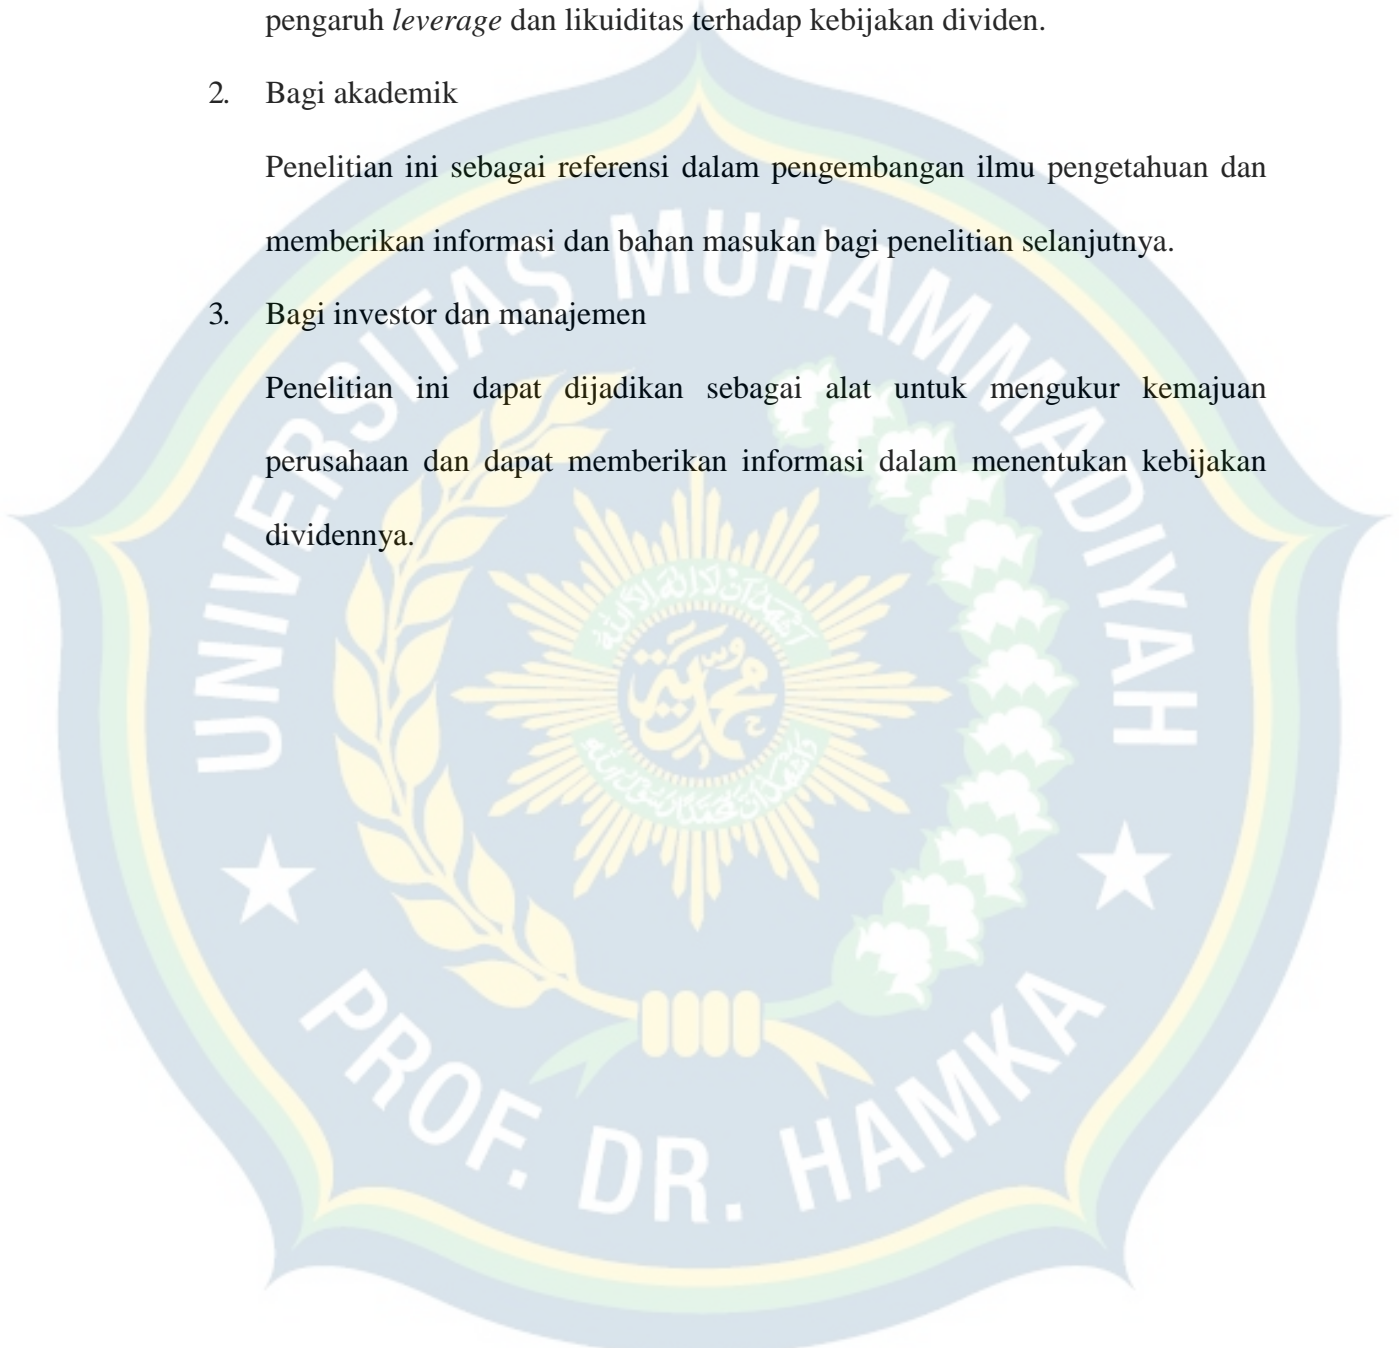 pengaruh leverage dan likuiditas terhadap kebijakan dividen.
2. Bagi akademik
Penelitian ini sebagai referensi dalam pengembangan ilmu pengetahuan dan
memberikan informasi dan bahan masukan bagi penelitian selanjutnya.
3. Bagi investor dan manajemen
Penelitian ini dapat dijadikan sebagai alat untuk mengukur kemajuan
perusahaan dan dapat memberikan informasi dalam menentukan kebijakan
dividennya.
UNIVERSITAS MUHAMMADIYAH
PROF. DR. HAMKA